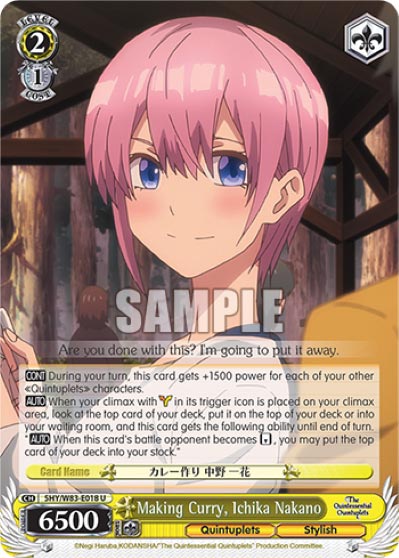 LEVEL
2
1
COST
SAMPLE
Are you done with this? I'm going to put it away.
CONT During your turn, this card gets +1500 power for each of your other
«Quintuplets» characters.
AUTO When your climax with in its trigger icon is placed on your climax
area, look at the top card of your deck, put it on the top of your deck or into
your waiting room, and this card gets the following ability until end of turn.
"AUTO When this card's battle opponent becomes [ ], you may put the top
card of your deck into your stock."
Card Name カレー作り 中野 一花
CH 5HY/W83-E018 U
Making Curry, Ichika Nakano
The
Quintessential
Quintuplets
6500
POWER
Quintuplets
Stylish
©Negi Haruba,KODANSHA/"The Quintessential Quintuplets" Production Committee